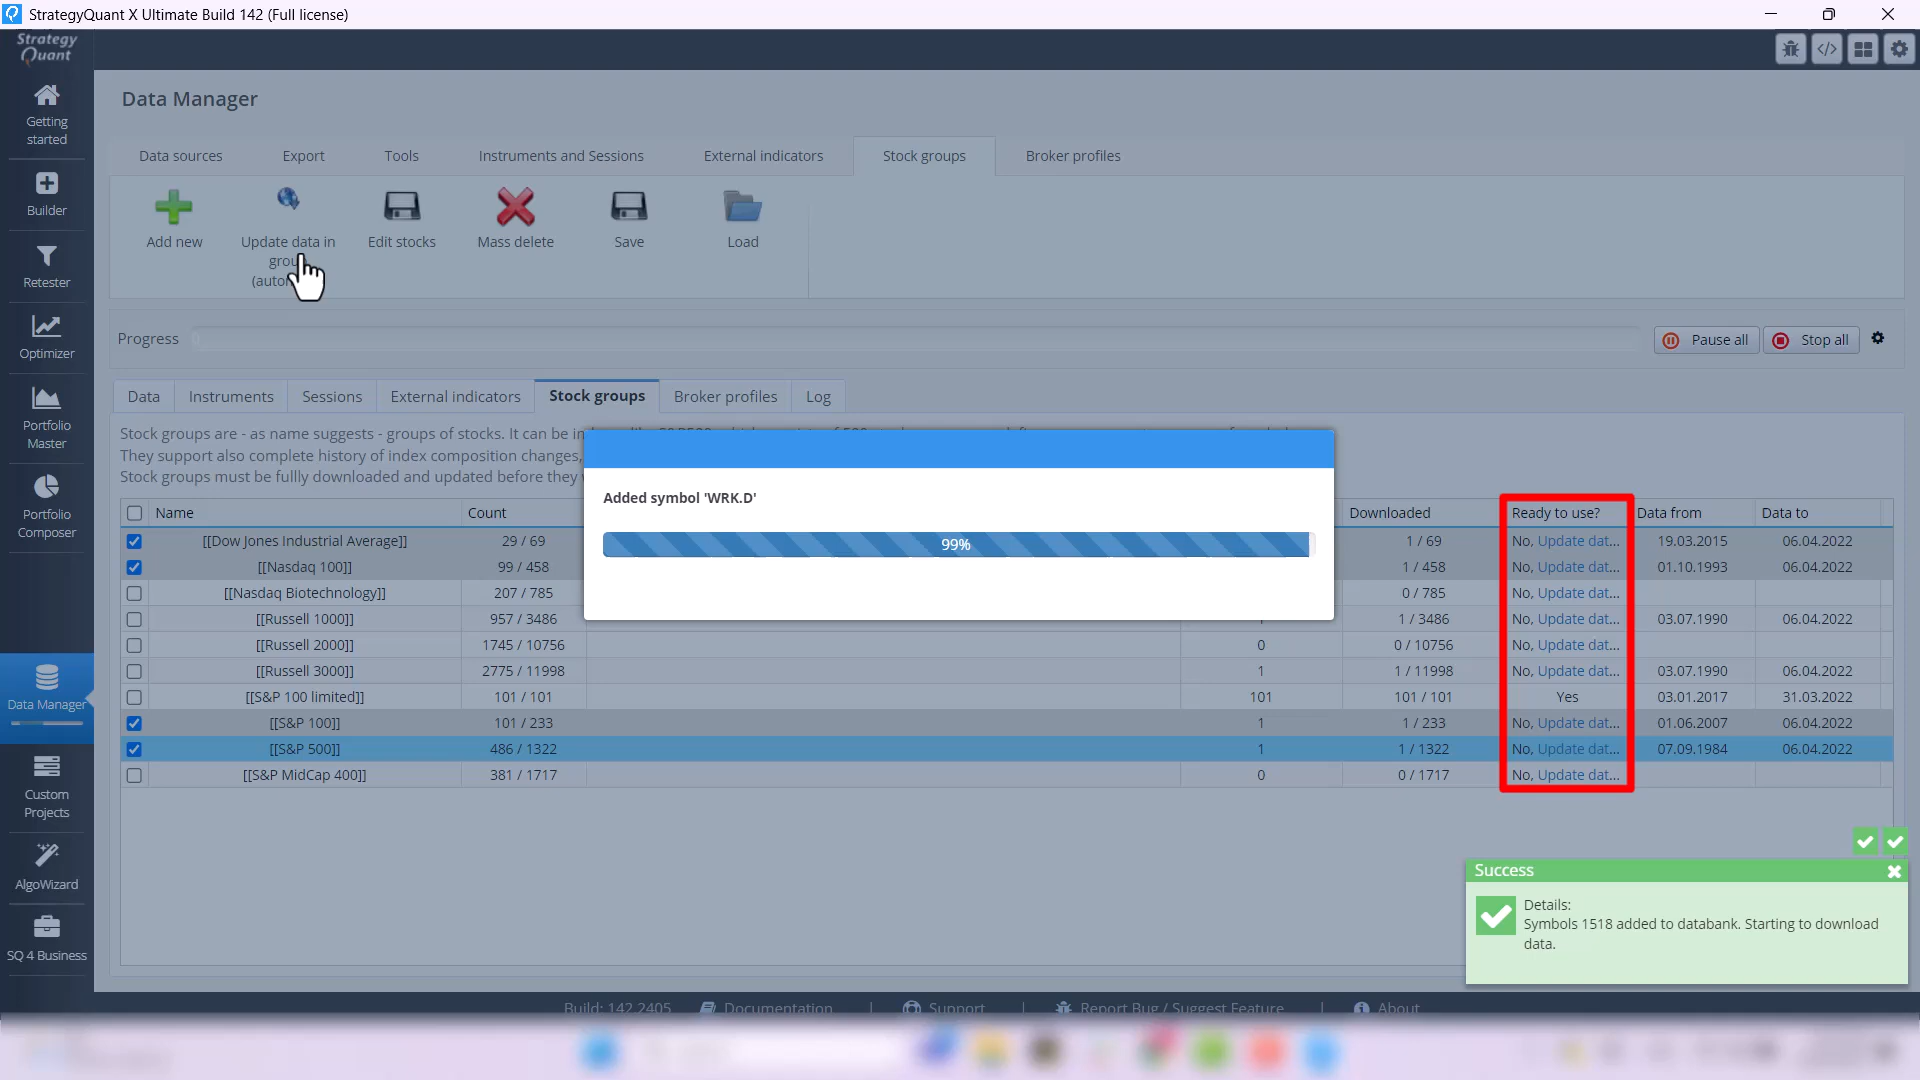 StrategyQuant X Ultimate Build 142 (Full license)
Strategy
Quant
Getting
started
Builder
Retester
Optimizer
Portfolio
Master
Portfolio
Composer
Data Manager
Custom
Projects
AlgoWizard
SQ 4 Business
Data Manager
Data sources Export Tools Instruments and Sessions External indicators Stock groups Broker profiles
Add new Update data in Edit stocks Mass delete Save Load
Progress Pause all Stop all
Data Instruments Sessions External indicators Stock groups Broker profiles Log
Stock groups are - as name suggests - groups of stocks. It can be
They support also complete history of index composition changes,
Stock groups must be fullly downloaded and updated before they
Added symbol 'WRK.D'
99%
Name Count Downloaded Ready to use? Data from Data to
[[Dow Jones Industrial Average]] 29 / 69 1 / 69 No, Update dat... 19.03.2015 06.04.2022
[[Nasdaq 100]] 99 / 458 1 / 458 No, Update dat... 01.10.1993 06.04.2022
[[Nasdaq Biotechnology]] 207 / 785 0 / 785 No, Update dat...
[[Russell 1000]] 957 / 3486 1 / 3486 No, Update dat... 03.07.1990 06.04.2022
[[Russell 2000]] 1745 / 10756 0 0 / 10756 No, Update dat...
[[Russell 3000]] 2775 / 11998 1 1 / 11998 No, Update dat... 03.07.1990 06.04.2022
[[S&P 100 limited]] 101 / 101 101 101 / 101 Yes 03.01.2017 31.03.2022
[[S&P 100]] 101 / 233 1 1 / 233 No, Update dat... 01.06.2007 06.04.2022
[[S&P 500]] 486 / 1322 1 1 / 1322 No, Update dat... 07.09.1984 06.04.2022
[[S&P MidCap 400]] 381 / 1717 0 0 / 1717 No, Update dat...
Success
Details:
Symbols 1518 added to databank. Starting to download
data.
Build: 142.2405 Documentation | Support | Report Bug / Suggest Feature | About